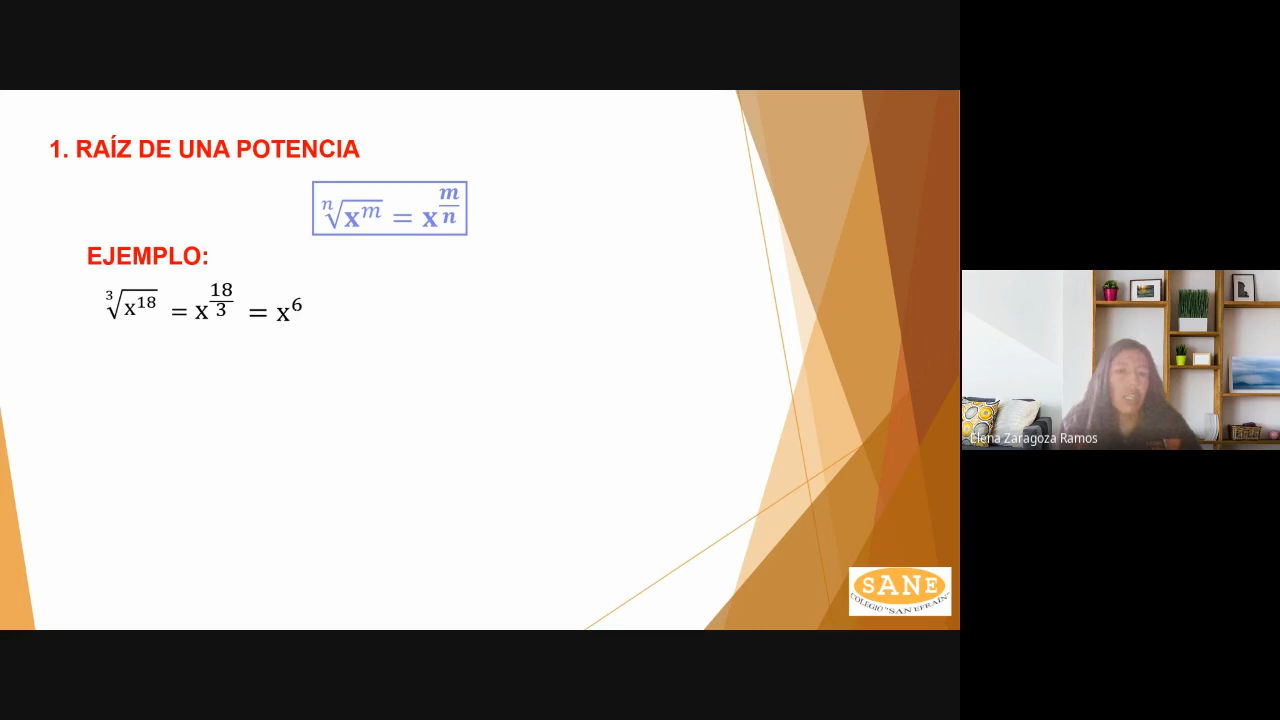 1. RAÍZ DE UNA POTENCIA
ⁿ√xᵐ = x^(m/n)
EJEMPLO:
³√x¹⁸ = x^(18/3) = x⁶
Elena Zaragoza Ramos
SANE
COLEGIO "SAN EFRAÍN"